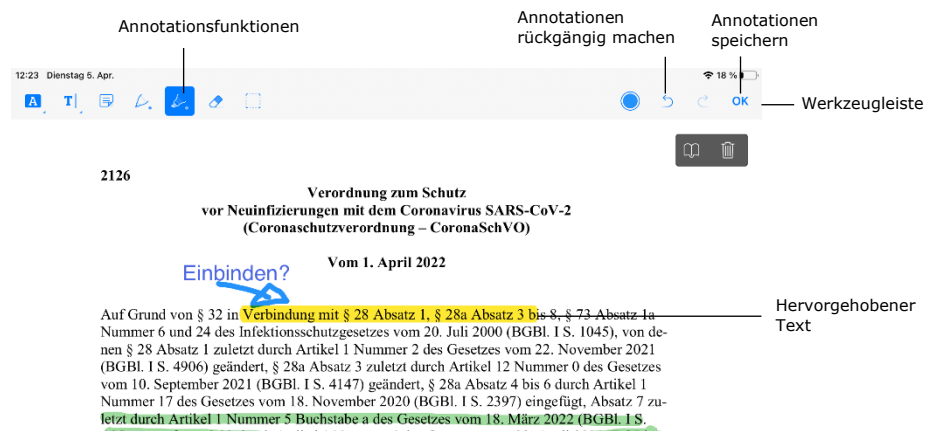 Annotationsfunktionen
Annotationen
rückgängig machen
Annotationen
speichern
12:23 Dienstag 5. Apr.
18 %
A
T
OK
Werkzeugleiste
2126
Verordnung zum Schutz
vor Neuinfizierungen mit dem Coronavirus SARS-CoV-2
(Coronaschutzverordnung – CoronaSchVO)
Vom 1. April 2022
Einbinden?
Auf Grund von § 32 in Verbindung mit § 28 Absatz 1, § 28a Absatz 3 bis 8, § 73 Absatz 1a
Hervorgehobener
Text
Nummer 6 und 24 des Infektionsschutzgesetzes vom 20. Juli 2000 (BGBl. I S. 1045), von de-
nen § 28 Absatz 1 zuletzt durch Artikel 1 Nummer 2 des Gesetzes vom 22. November 2021
(BGBl. I S. 4906) geändert, § 28a Absatz 3 zuletzt durch Artikel 12 Nummer 0 des Gesetzes
vom 10. September 2021 (BGBl. I S. 4147) geändert, § 28a Absatz 4 bis 6 durch Artikel 1
Nummer 17 des Gesetzes vom 18. November 2020 (BGBl. I S. 2397) eingefügt, Absatz 7 zu-
letzt durch Artikel 1 Nummer 5 Buchstabe a des Gesetzes vom 18. März 2022 (BGBl. I S.